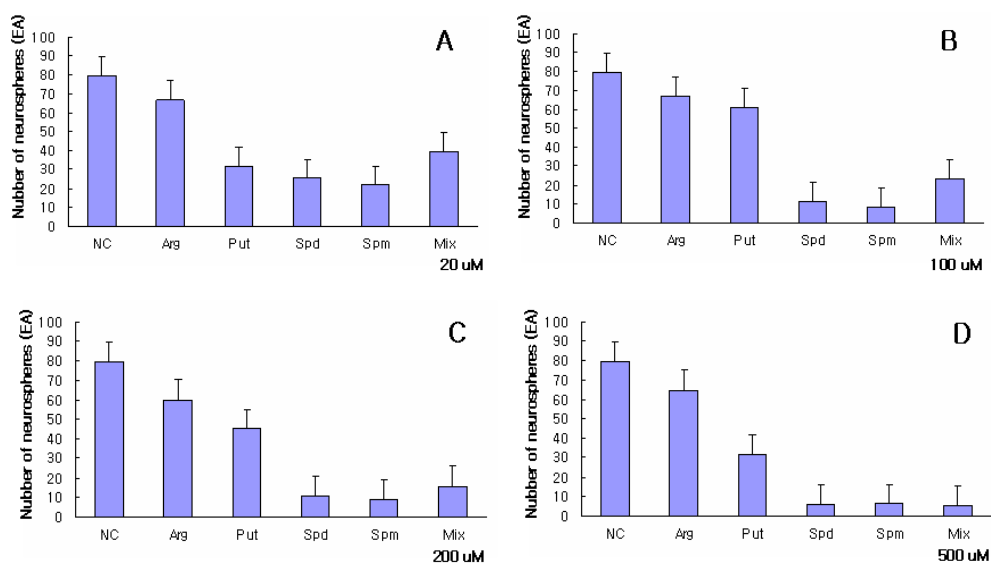 Nubber of neurospheres (EA)
100
90
80
70
60
50
40
30
20
10
0
A
NC Arg Put Spd Spm Mix
20 uM
Nubber of neurospheres (EA)
100
90
80
70
60
50
40
30
20
10
0
B
NC Arg Put Spd Spm Mix
100 uM
Nubber of neurospheres (EA)
100
90
80
70
60
50
40
30
20
10
0
C
NC Arg Put Spd Spm Mix
200 uM
Nubber of neurospheres (EA)
100
90
80
70
60
50
40
30
20
10
0
D
NC Arg Put Spd Spm Mix
500 uM